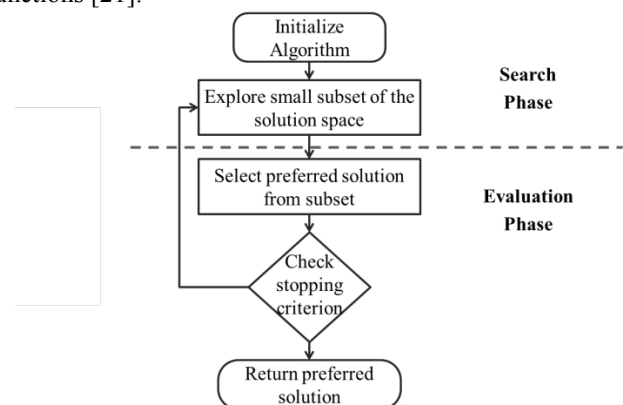 unctions [21].
Initialize
Algorithm
Explore small subset of the
solution space
Search
Phase
Select preferred solution
from subset
Evaluation
Phase
Check
stopping
criterion
Return preferred
solution